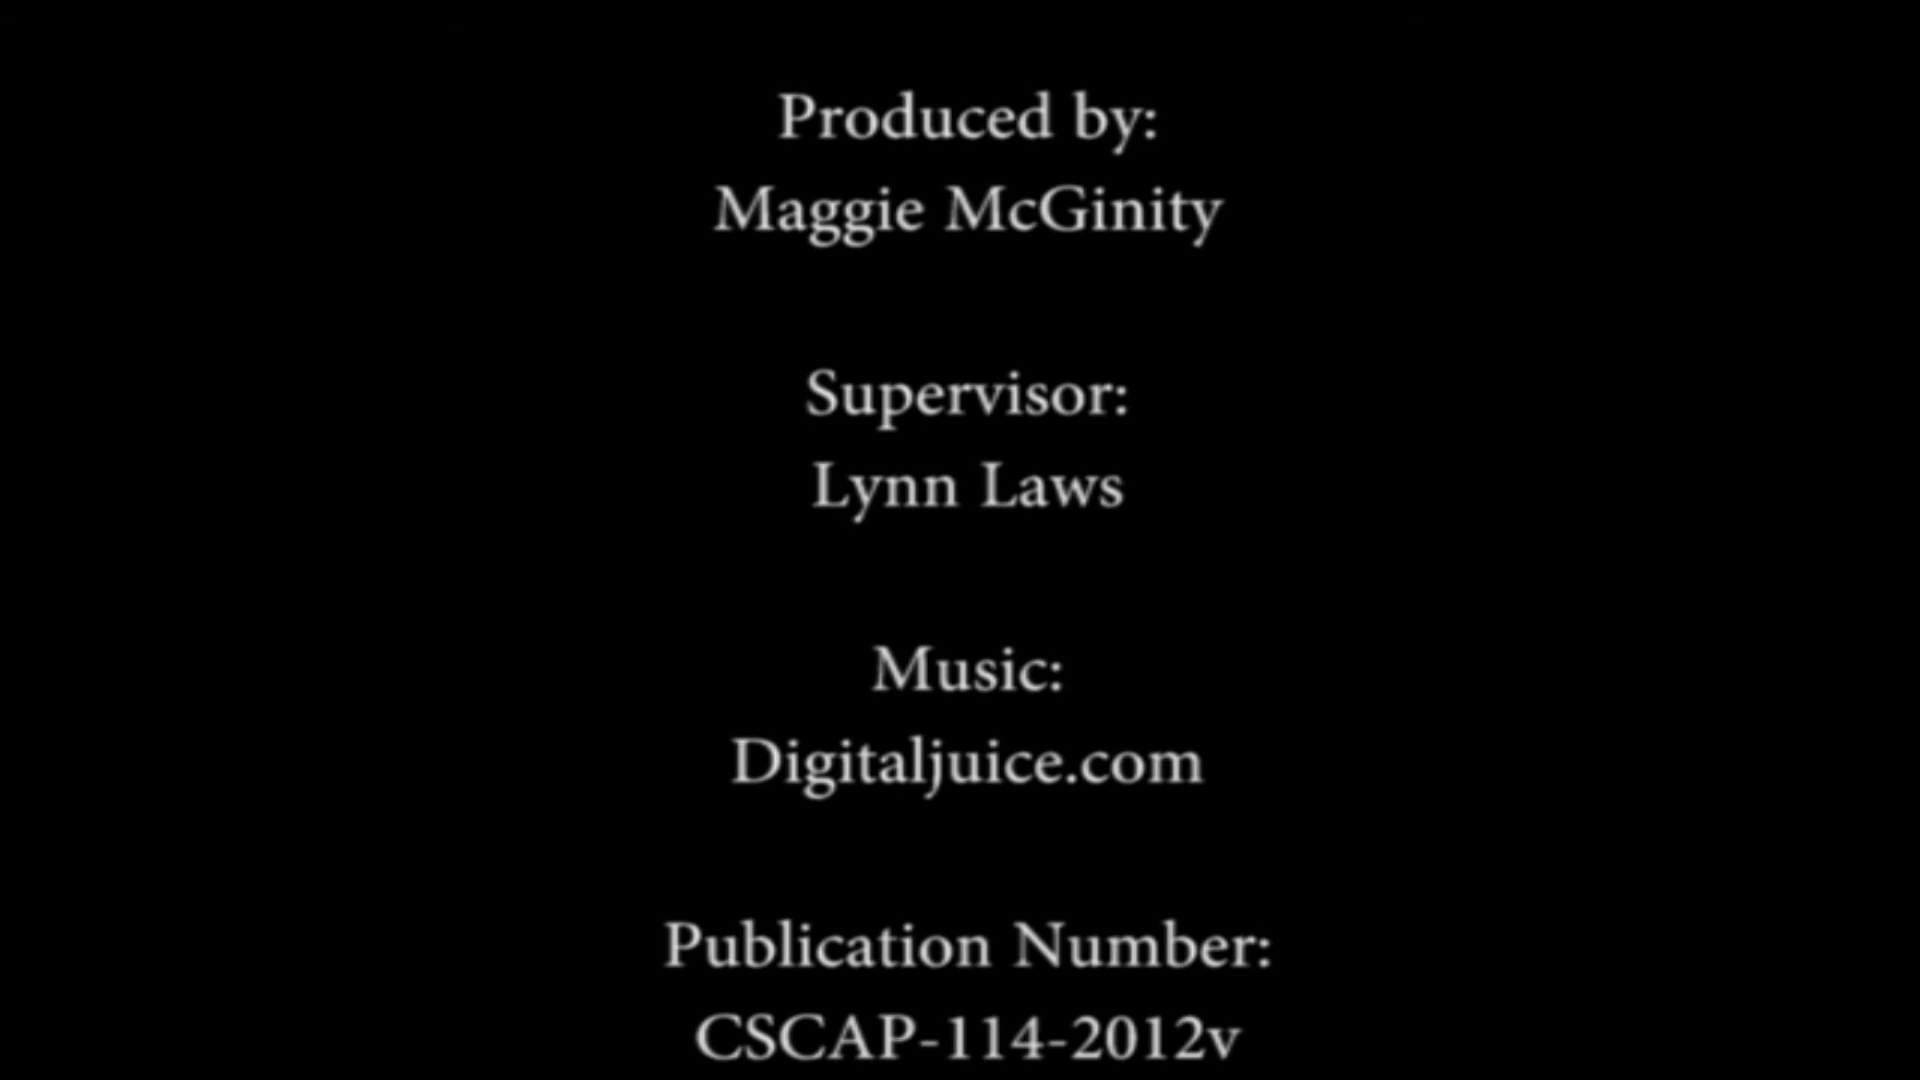 Produced by:
Maggie McGinity
Supervisor:
Lynn Laws
Music:
Digitaljuice.com
Publication Number:
CSCAP-114-2012v